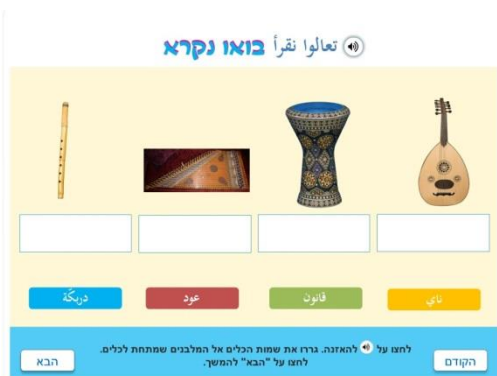 تعالوا نقرأ בואו נקרא
ناي
قانون
عود
دربكّة
לחצו על להאזנה. גררו את שמות הכלים אל המלבנים שמתחת לכלים.
לחצו על "הבא" להמשך.
הקודם
הבא